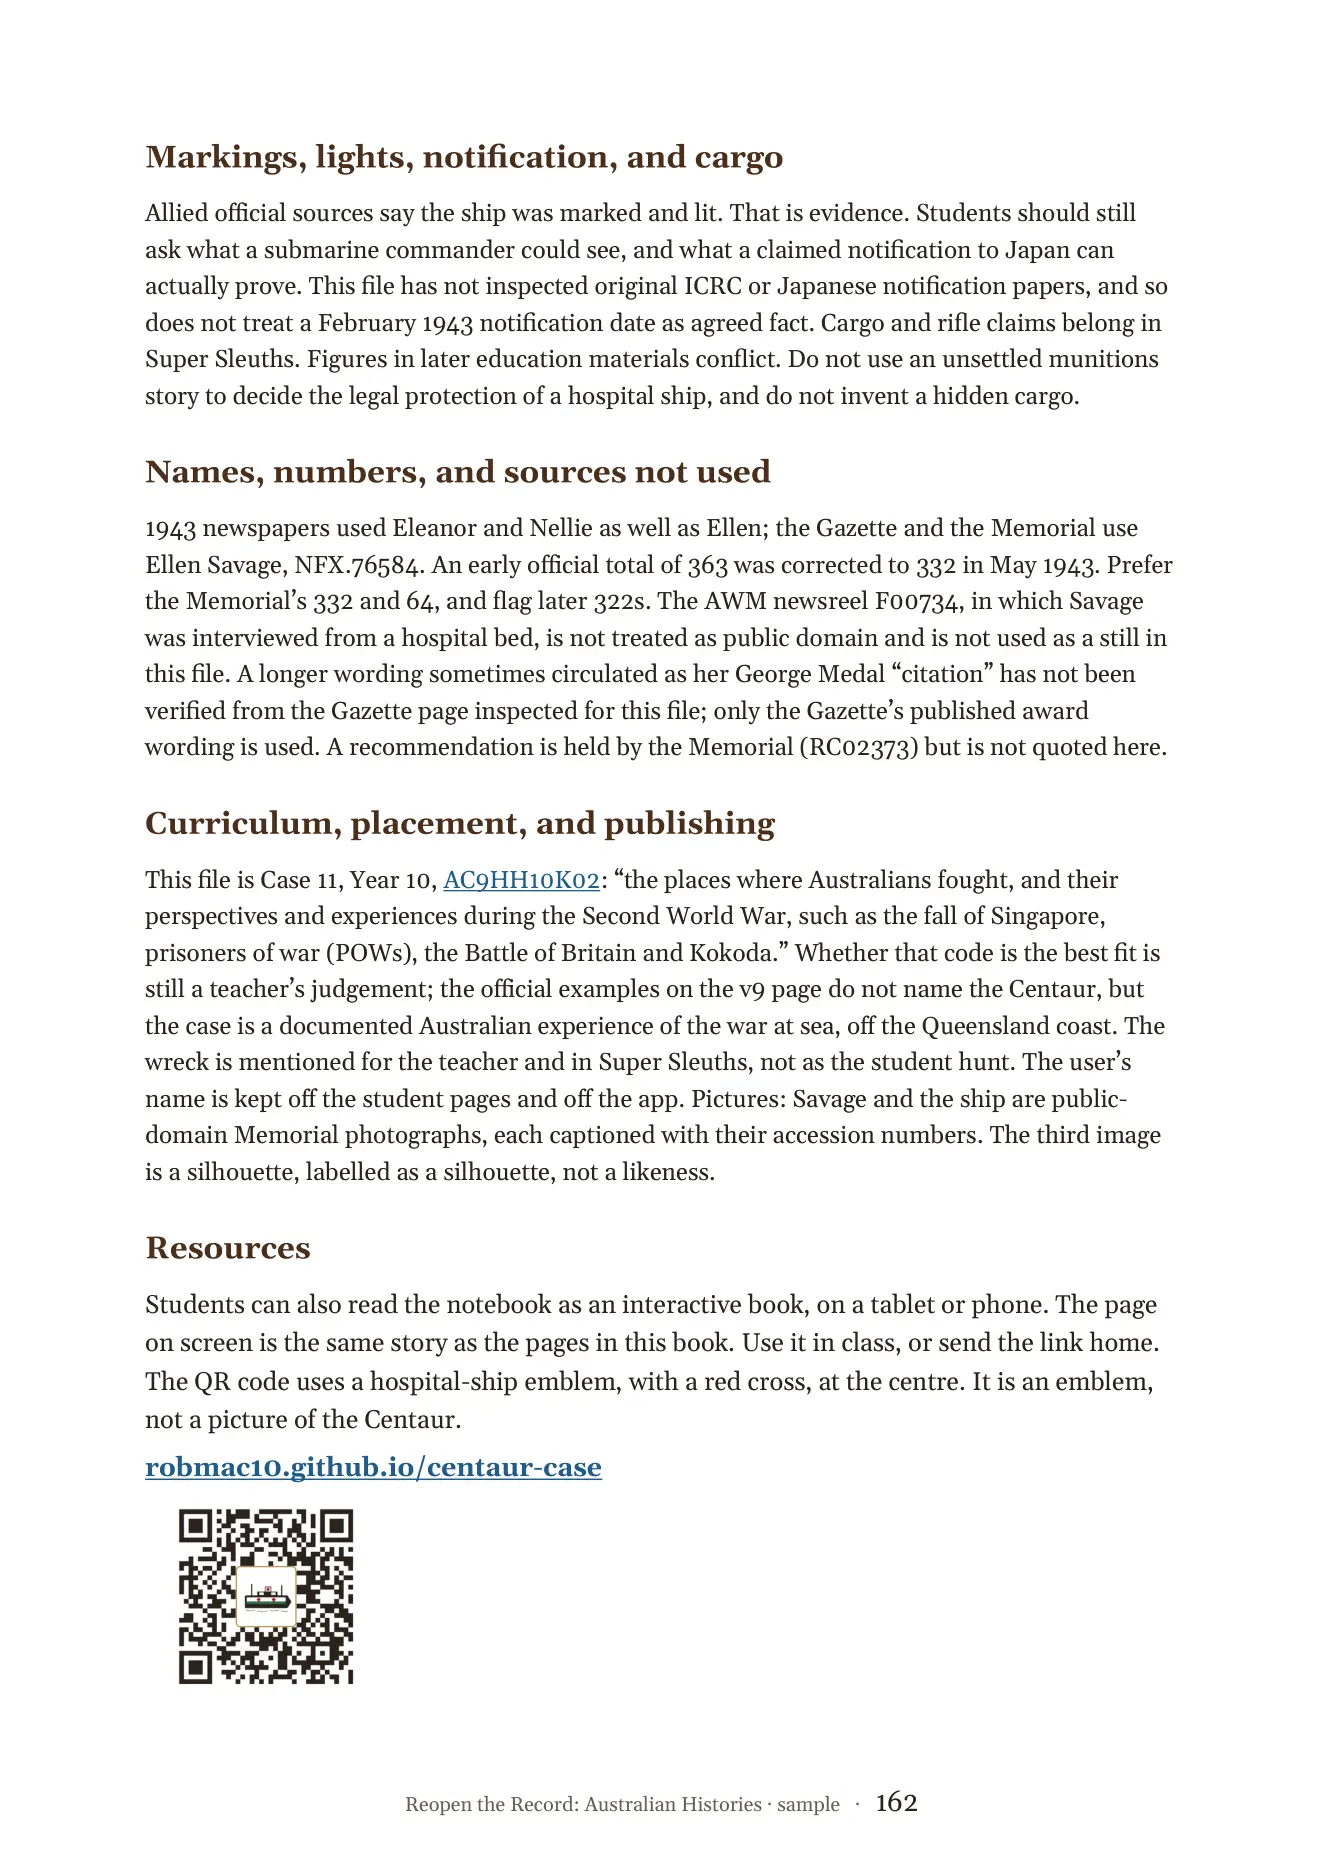 Markings, lights, notification, and cargo
Allied official sources say the ship was marked and lit. That is evidence. Students should still
ask what a submarine commander could see, and what a claimed notification to Japan can
actually prove. This file has not inspected original ICRC or Japanese notification papers, and so
does not treat a February 1943 notification date as agreed fact. Cargo and rifle claims belong in
Super Sleuths. Figures in later education materials conflict. Do not use an unsettled munitions
story to decide the legal protection of a hospital ship, and do not invent a hidden cargo.
Names, numbers, and sources not used
1943 newspapers used Eleanor and Nellie as well as Ellen; the Gazette and the Memorial use
Ellen Savage, NFX.76584. An early official total of 363 was corrected to 332 in May 1943. Prefer
the Memorial’s 332 and 64, and flag later 322s. The AWM newsreel F00734, in which Savage
was interviewed from a hospital bed, is not treated as public domain and is not used as a still in
this file. A longer wording sometimes circulated as her George Medal “citation” has not been
verified from the Gazette page inspected for this file; only the Gazette’s published award
wording is used. A recommendation is held by the Memorial (RC02373) but is not quoted here.
Curriculum, placement, and publishing
This file is Case 11, Year 10, AC9HH10K02: “the places where Australians fought, and their
perspectives and experiences during the Second World War, such as the fall of Singapore,
prisoners of war (POWs), the Battle of Britain and Kokoda.” Whether that code is the best fit is
still a teacher’s judgement; the official examples on the v9 page do not name the Centaur, but
the case is a documented Australian experience of the war at sea, off the Queensland coast. The
wreck is mentioned for the teacher and in Super Sleuths, not as the student hunt. The user’s
name is kept off the student pages and off the app. Pictures: Savage and the ship are public-
domain Memorial photographs, each captioned with their accession numbers. The third image
is a silhouette, labelled as a silhouette, not a likeness.
Resources
Students can also read the notebook as an interactive book, on a tablet or phone. The page
on screen is the same story as the pages in this book. Use it in class, or send the link home.
The QR code uses a hospital-ship emblem, with a red cross, at the centre. It is an emblem,
not a picture of the Centaur.
robmac10.github.io/centaur-case
Reopen the Record: Australian Histories · sample · 162